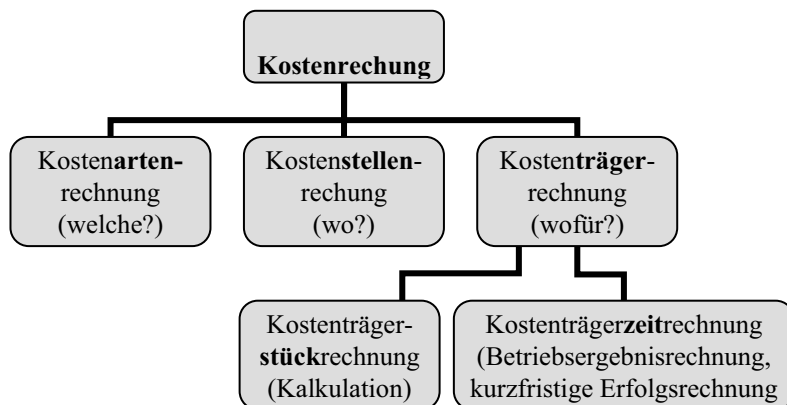 Kostenrechung
Kostenarten-
rechnung
(welche?)
Kostenstellen-
rechung
(wo?)
Kostenträger-
rechnung
(wofür?)
Kostenträger-
stückrechnung
(Kalkulation)
Kostenträgerzeitrechnung
(Betriebsergebnisrechnung,
kurzfristige Erfolgsrechnung